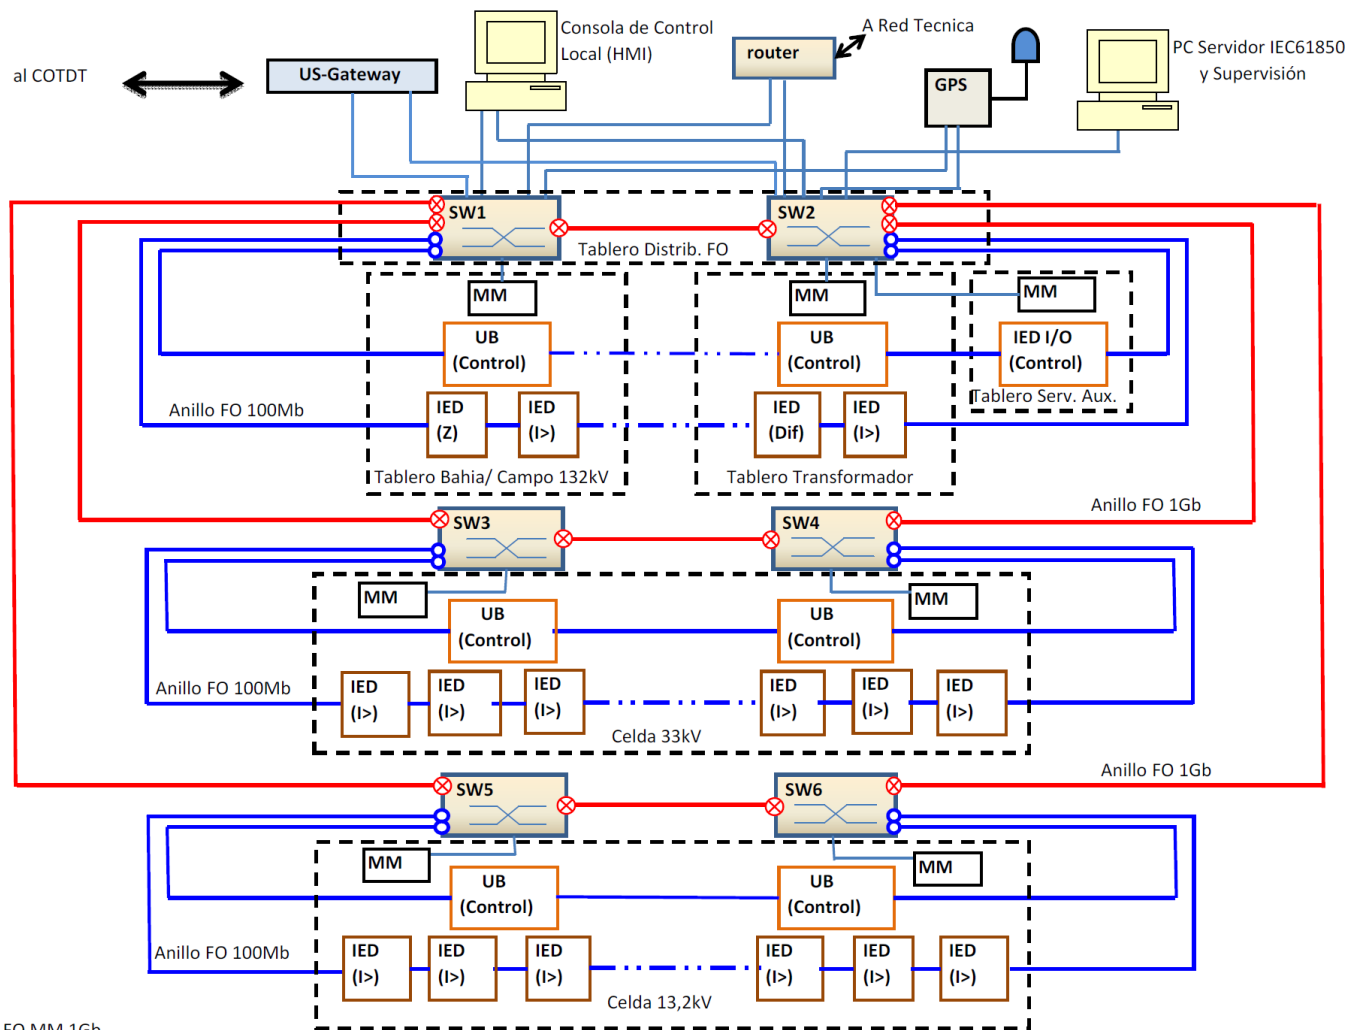 Consola de Control
Local (HMI)
A Red Tecnica
router
PC Servidor IEC61850
y Supervisión
al COTDT
US-Gateway
GPS
SW1
SW2
Tablero Distrib. FO
MM
MM
MM
UB
(Control)
UB
(Control)
IED I/O
(Control)
Tablero Serv. Aux.
Anillo FO 100Mb
IED
(Z)
IED
(I>)
IED
(Dif)
IED
(I>)
Tablero Bahia/ Campo 132kV
Tablero Transformador
Anillo FO 1Gb
SW3
SW4
MM
MM
UB
(Control)
UB
(Control)
Anillo FO 100Mb
IED
(I>)
IED
(I>)
IED
(I>)
IED
(I>)
IED
(I>)
IED
(I>)
Celda 33kV
Anillo FO 1Gb
SW5
SW6
MM
MM
UB
(Control)
UB
(Control)
Anillo FO 100Mb
IED
(I>)
IED
(I>)
IED
(I>)
IED
(I>)
IED
(I>)
IED
(I>)
Celda 13,2kV
FO MM 1Gb